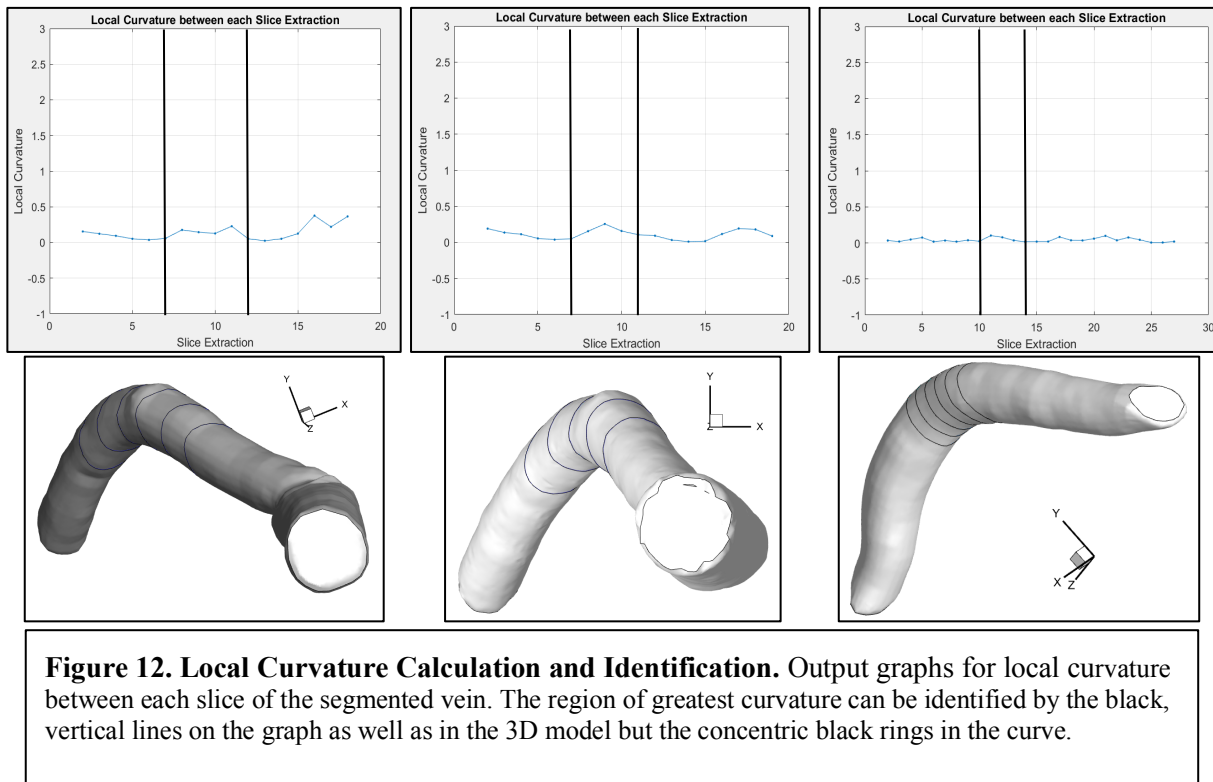 Local Curvature between each Slice Extraction
3
2.5
2
1.5
1
0.5
0
-0.5
-1
Local Curvature
0 5 10 15 20
Slice Extraction
Local Curvature between each Slice Extraction
3
2.5
2
1.5
1
0.5
0
-0.5
-1
Local Curvature
0 5 10 15 20
Slice Extraction
Local Curvature between each Slice Extraction
3
2.5
2
1.5
1
0.5
0
-0.5
-1
Local Curvature
0 5 10 15 20 25 30
Slice Extraction
Y
X
Z
Y
Z
X
Y
X
Z
Figure 12. Local Curvature Calculation and Identification. Output graphs for local curvature
between each slice of the segmented vein. The region of greatest curvature can be identified by the black,
vertical lines on the graph as well as in the 3D model but the concentric black rings in the curve.